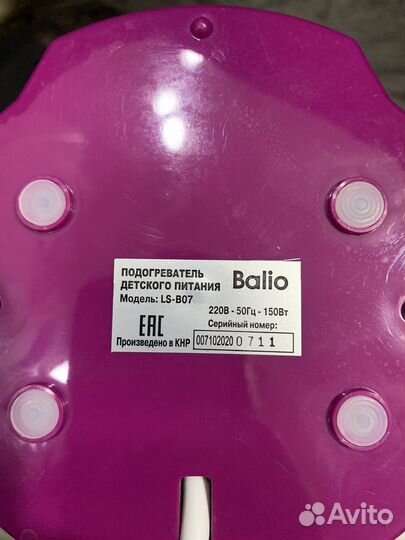 ПОДОГРЕВАТЕЛЬ
ДЕТСКОГО ПИТАНИЯ
Balio
Модель: LS-B07
220В - 50Гц - 150Вт
EAC
Серийный номер:
Произведено в КНР
007102020 0 7 1 1
Avito